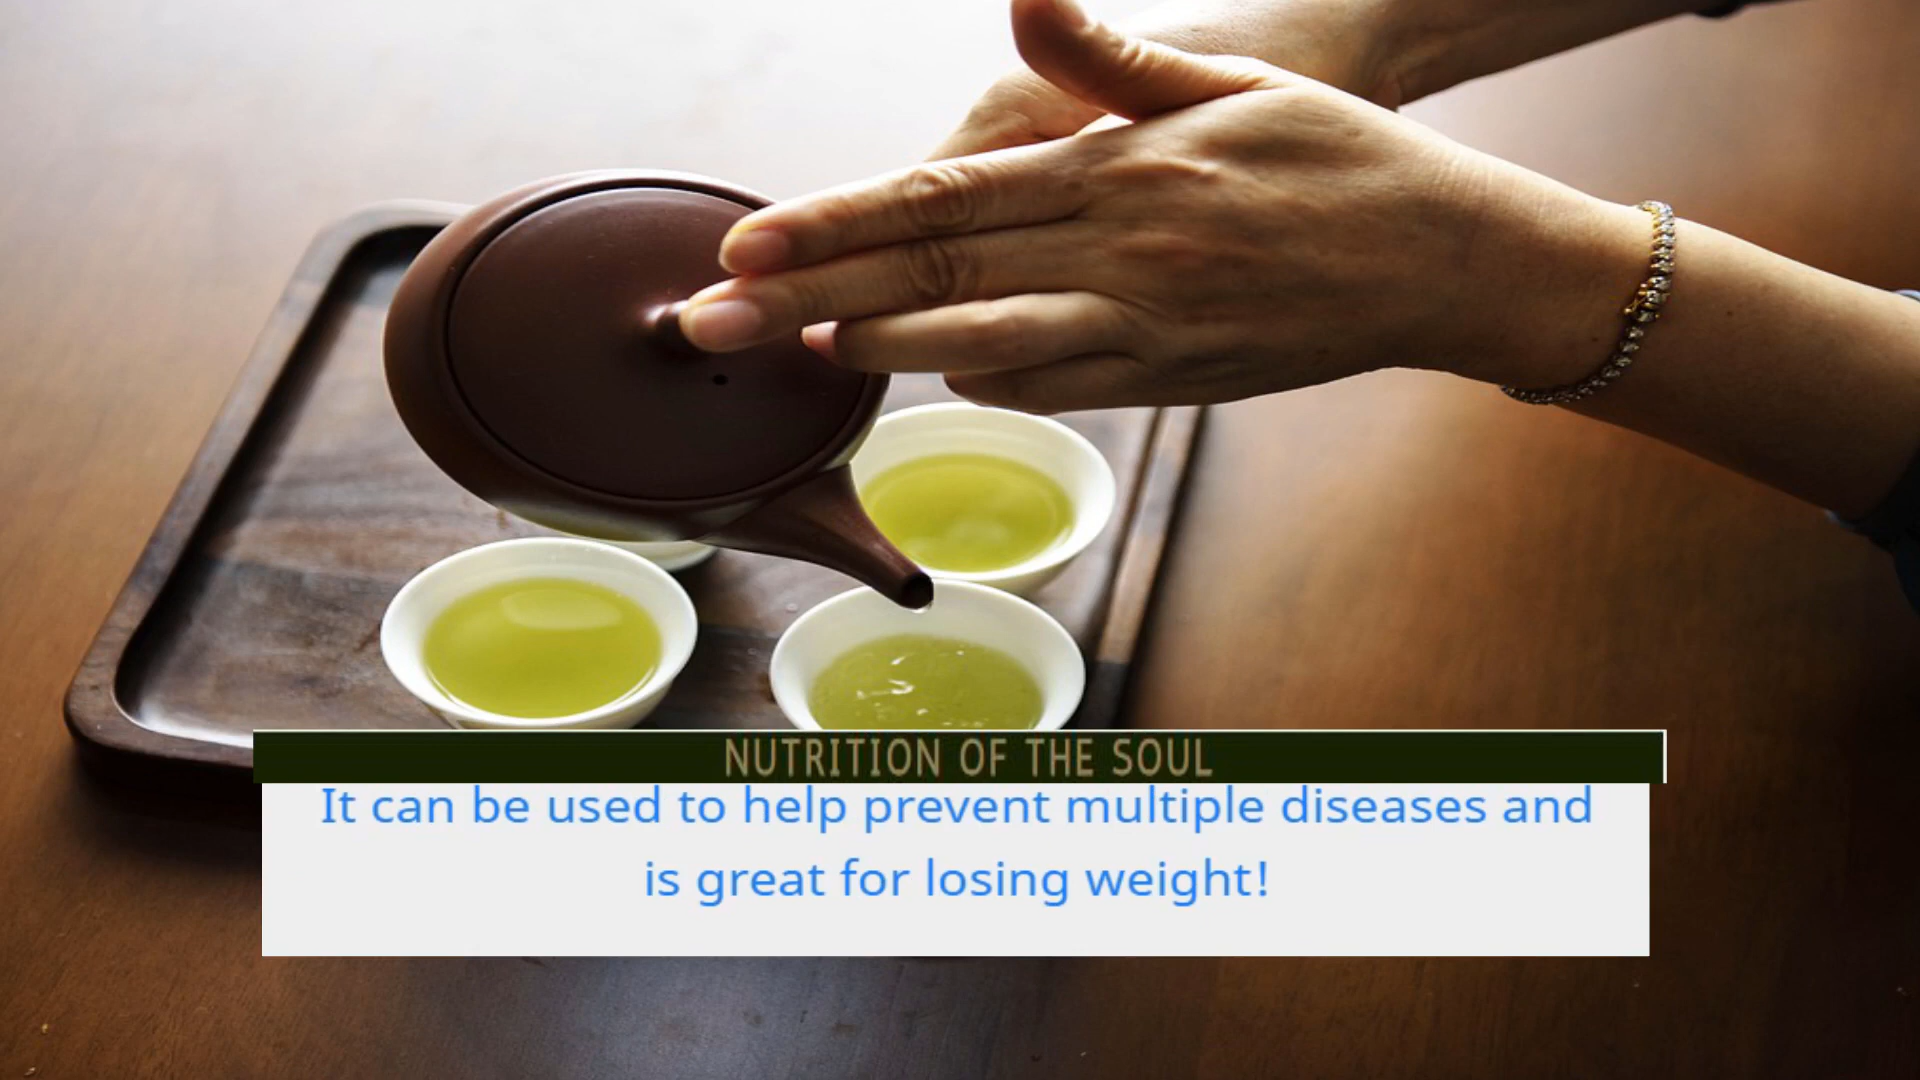 NUTRITION OF THE SOUL
It can be used to help prevent multiple diseases and
is great for losing weight!